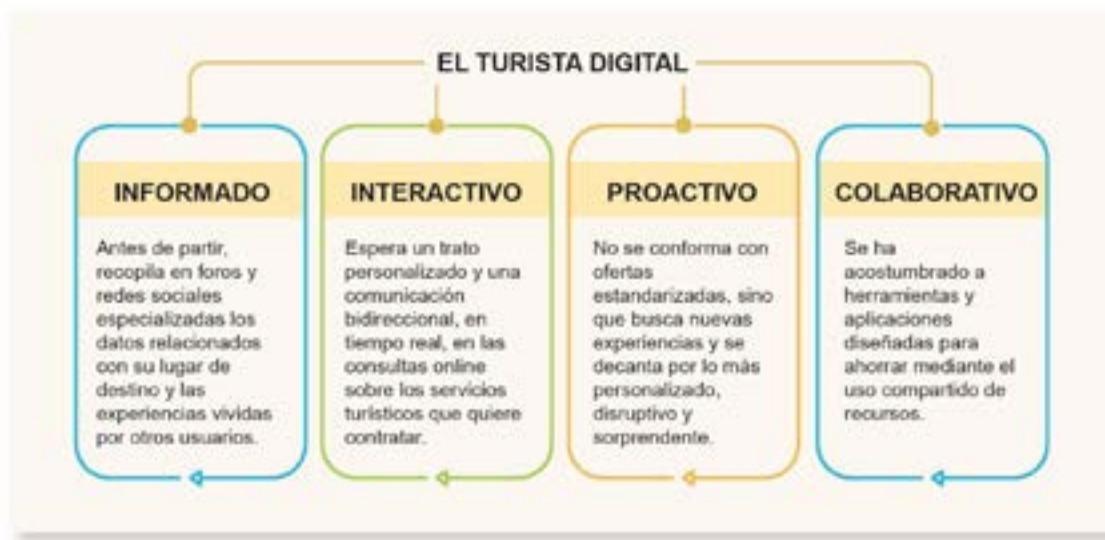 EL TURISTA DIGITAL
INFORMADO
Antes de partir,
recopila en foros y
redes sociales
especializadas los
datos relacionados
con su lugar de
destino y las
experiencias vividas
por otros usuarios.
INTERACTIVO
Espera un trato
personalizado y una
comunicación
bidireccional, en
tiempo real, en las
consultas online
sobre los servicios
turísticos que quiere
contratar.
PROACTIVO
No se conforma con
ofertas
estandarizadas, sino
que busca nuevas
experiencias y se
decanta por lo más
personalizado,
disruptivo y
sorprendente.
COLABORATIVO
Se ha
acostumbrado a
herramientas y
aplicaciones
diseñadas para
ahorrar mediante el
uso compartido de
recursos.